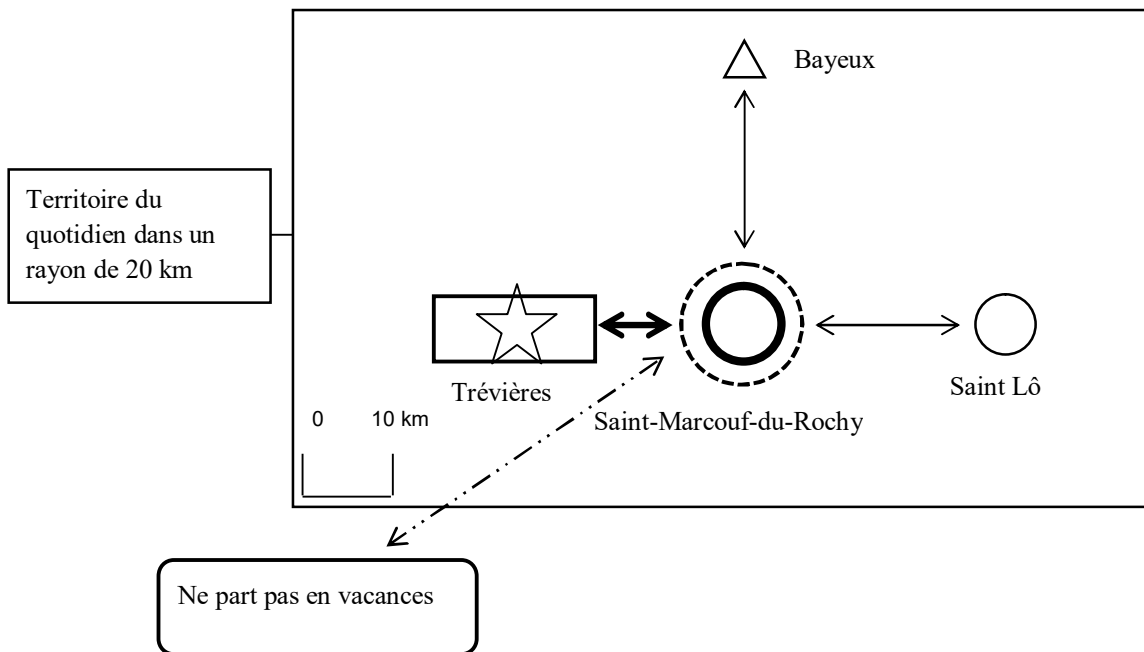 Bayeux
Territoire du
quotidien dans un
rayon de 20 km
Trévières
Saint Lô
0 10 km
Saint-Marcouf-du-Rochy
Ne part pas en vacances